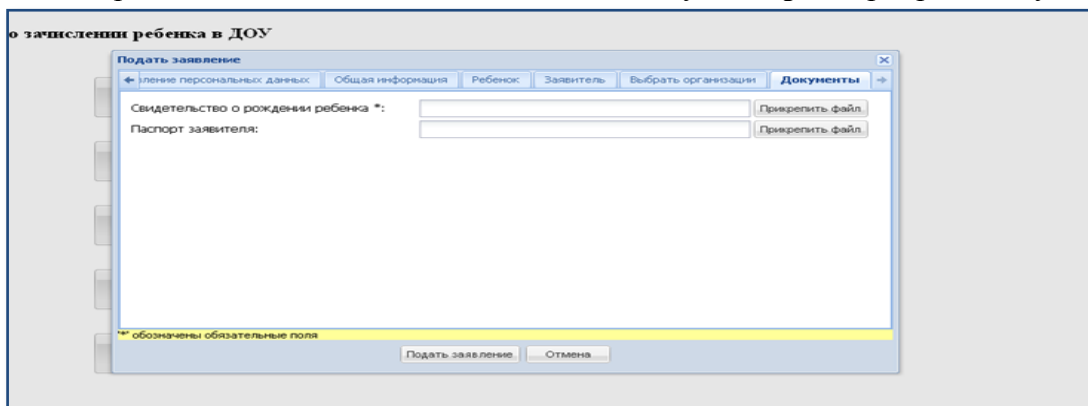 о зачислении ребенка в ДОУ
Подать заявление
ление персональных данных Общая информация Ребенок Заявитель Выбрать организации Документы
Свидетельство о рождении ребенка *: Прикрепить файл
Паспорт заявителя: Прикрепить файл
'*' обозначены обязательные поля
Подать заявление Отмена